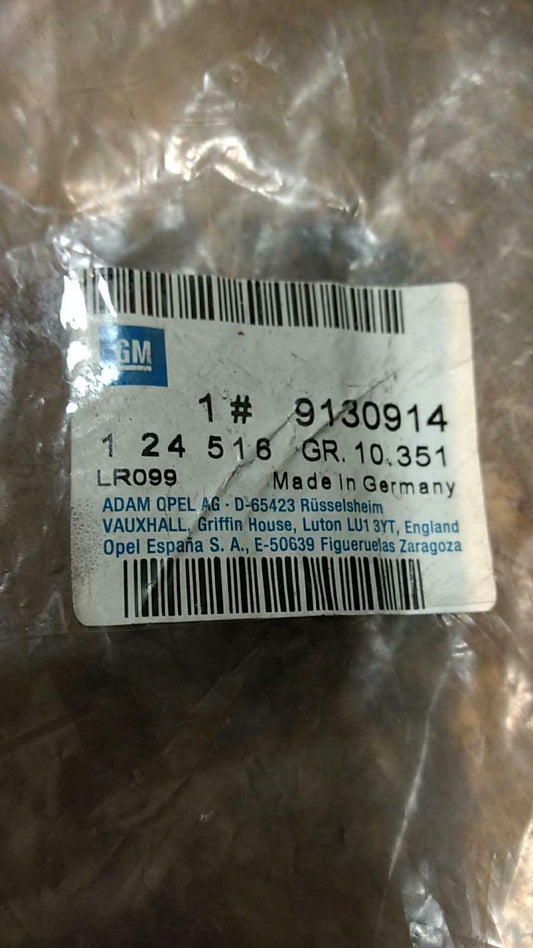 GM
1 # 9130914
1 24 516 GR. 10.351
LR099 Made in Germany
ADAM OPEL AG · D-65423 Rüsselsheim
VAUXHALL, Griffin House, Luton LU1 3YT, England
Opel España S. A., E-50639 Figueruelas Zaragoza